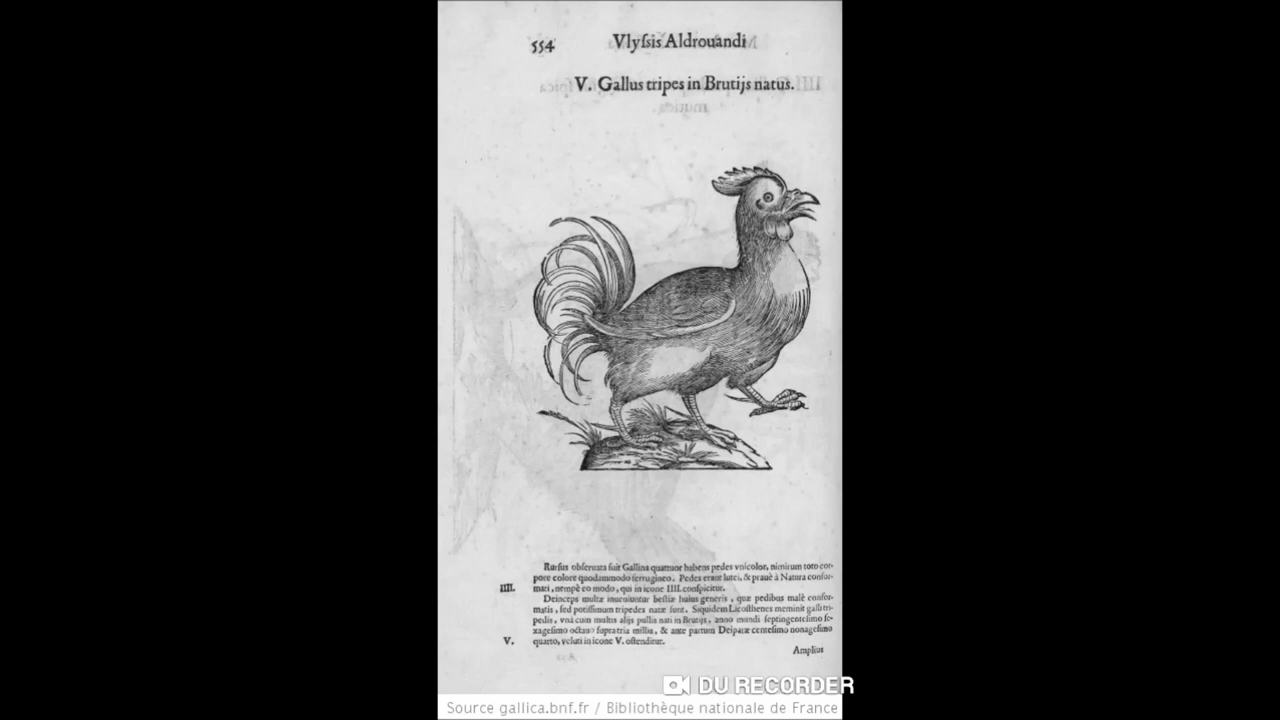 554
Vlyſsis Aldrouandi
V. Gallus tripes in Brutijs natus.
Rurſus obſeruata fuit Gallina quatuor habens pedes vnicolor, nimirum toto cor-
pore colore quodammodo ferrugineo. Pedes erant lutei, & prauè à Natura confor-
IIII. mati, nempè eo modo, qui in icone IIII. conſpicitur.
Deinceps multæ inueniuntur beſtiæ huius generis, quæ pedibus malè confor-
matis, ſed potiſſimum tripedes natæ ſunt. Siquidem Licoſthenes meminit galli tri-
pedis, vnà cum multis alijs pullis nati in Brutijs, anno mundi ſeptingenteſimo ſe-
xageſimo octauo ſupra tria millia, & ante partum Deiparæ centeſimo nonageſimo
V. quarto, veluti in icone V. oſtenditur.
Amplius
DU RECORDER
Source gallica.bnf.fr / Bibliothèque nationale de France